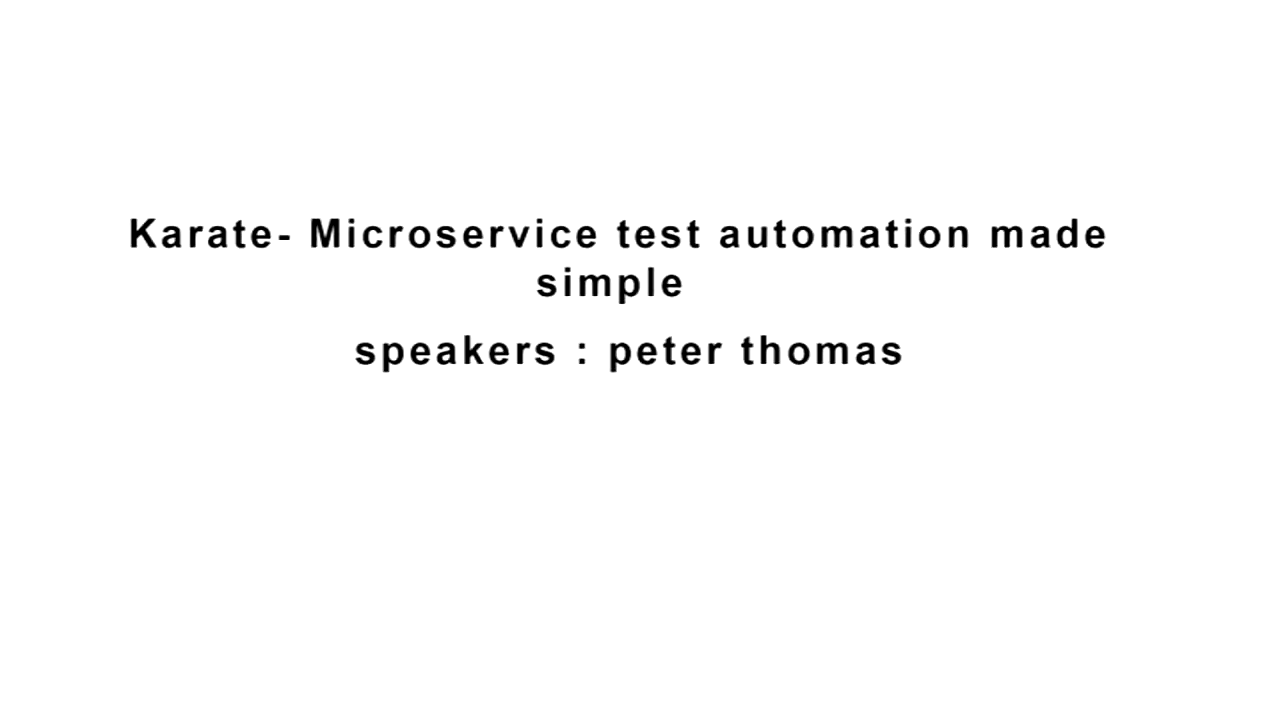 Karate- Microservice test automation made
simple
speakers : peter thomas